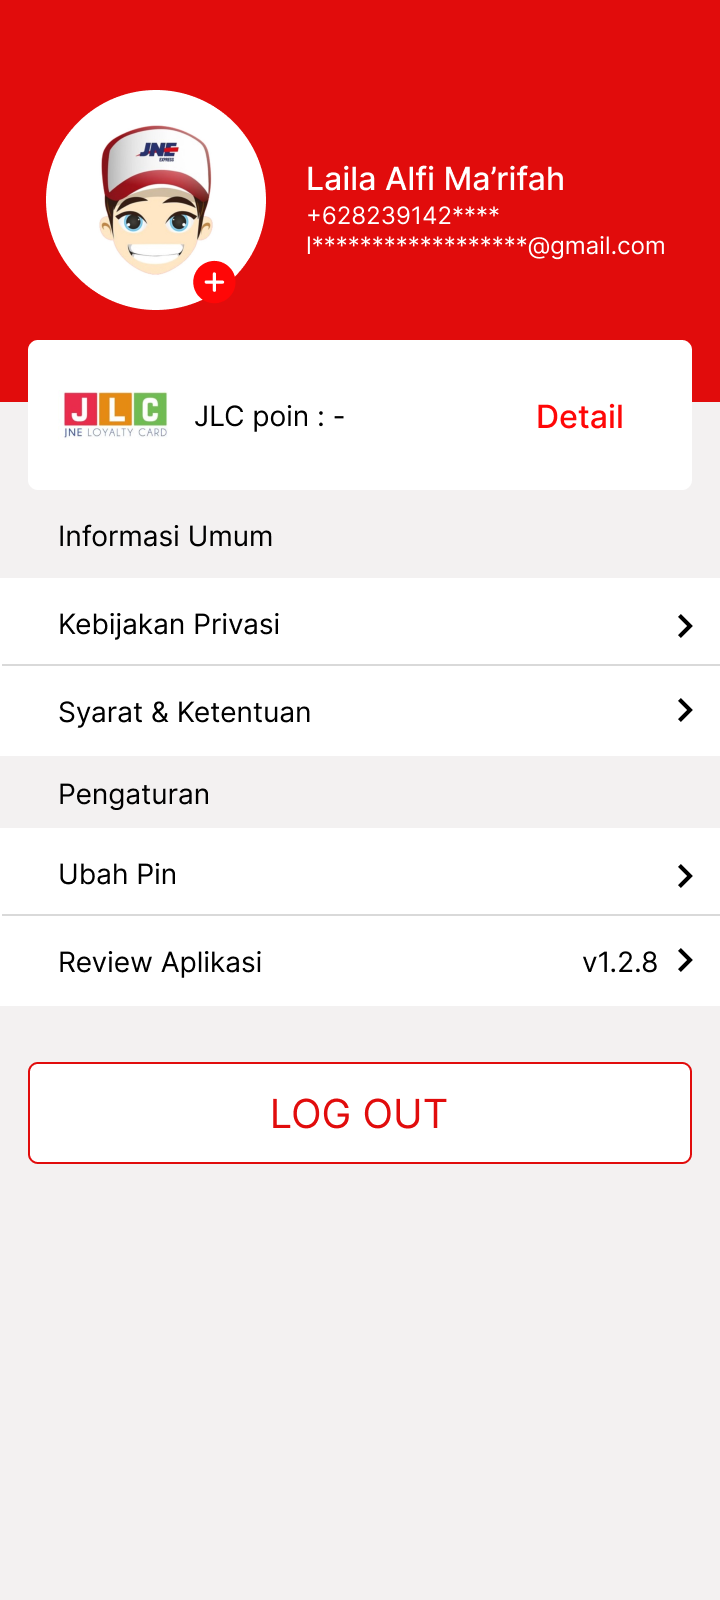 JNE
EXPRESS
Laila Alfi Ma’rifah
+628239142****
l******************@gmail.com
JLC
JNE LOYALTY CARD
JLC poin : -
Detail
Informasi Umum
Kebijakan Privasi
Syarat & Ketentuan
Pengaturan
Ubah Pin
Review Aplikasi
v1.2.8
LOG OUT